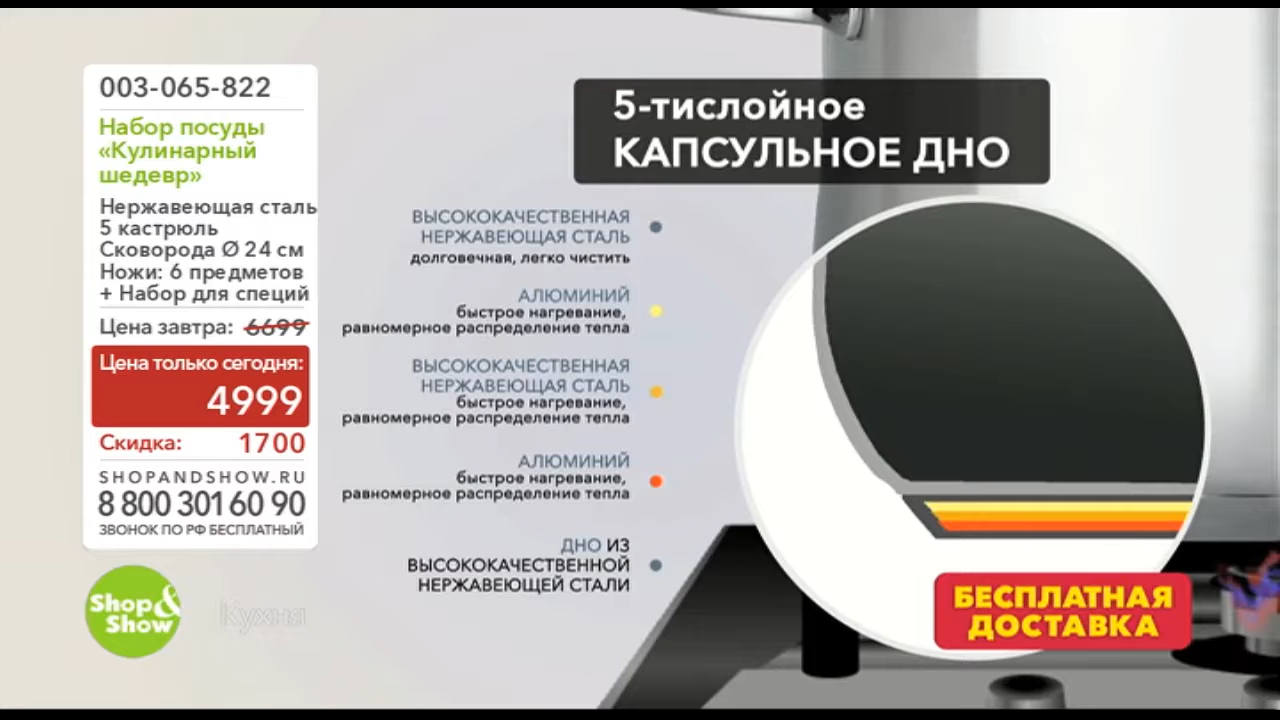 003-065-822
Набор посуды
«Кулинарный
шедевр»
Нержавеющая сталь
5 кастрюль
Сковорода Ø 24 см
Ножи: 6 предметов
+ Набор для специй
Цена завтра: 6699
Цена только сегодня:
4999
Скидка: 1700
SHOPANDSHOW.RU
8 800 301 60 90
ЗВОНОК ПО РФ БЕСПЛАТНЫЙ
Shop&
Show
Кухня
5-тислойное
КАПСУЛЬНОЕ ДНО
ВЫСОКОКАЧЕСТВЕННАЯ
НЕРЖАВЕЮЩАЯ СТАЛЬ
долговечная, легко чистить
АЛЮМИНИЙ
быстрое нагревание,
равномерное распределение тепла
ВЫСОКОКАЧЕСТВЕННАЯ
НЕРЖАВЕЮЩАЯ СТАЛЬ
быстрое нагревание,
равномерное распределение тепла
АЛЮМИНИЙ
быстрое нагревание,
равномерное распределение тепла
ДНО ИЗ
ВЫСОКОКАЧЕСТВЕННОЙ
НЕРЖАВЕЮЩЕЙ СТАЛИ
БЕСПЛАТНАЯ
ДОСТАВКА